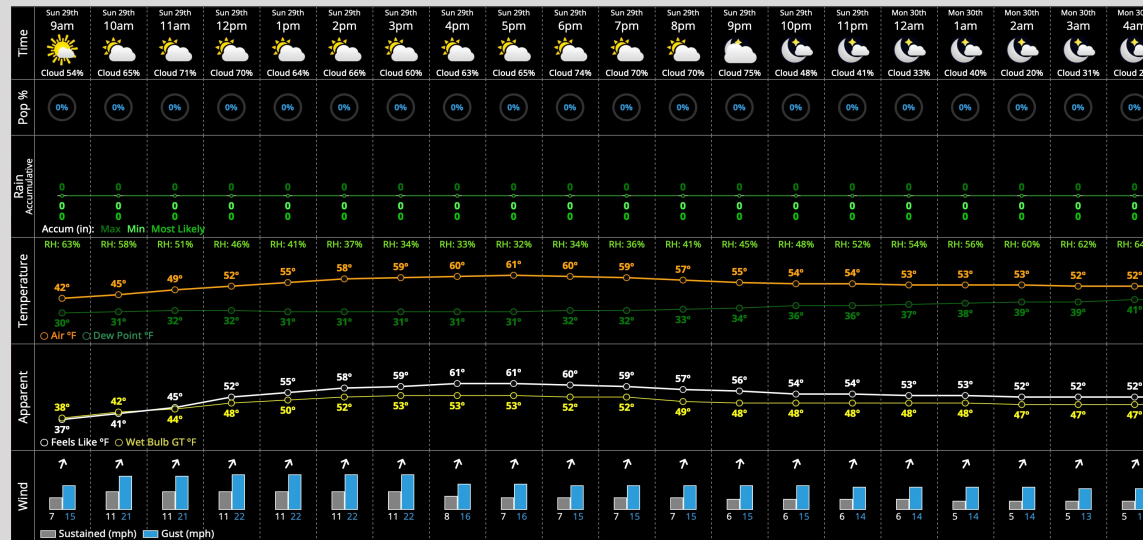 Time
Sun 29th Sun 29th Sun 29th Sun 29th Sun 29th Sun 29th Sun 29th Sun 29th Sun 29th Sun 29th Sun 29th Sun 29th Sun 29th Sun 29th Sun 29th Mon 30th Mon 30th Mon 30th Mon 30th Mon 30
9am 10am 11am 12pm 1pm 2pm 3pm 4pm 5pm 6pm 7pm 8pm 9pm 10pm 11pm 12am 1am 2am 3am 4am
Cloud 54% Cloud 65% Cloud 71% Cloud 70% Cloud 64% Cloud 66% Cloud 60% Cloud 63% Cloud 65% Cloud 74% Cloud 70% Cloud 70% Cloud 75% Cloud 48% Cloud 41% Cloud 33% Cloud 40% Cloud 20% Cloud 31% Cloud 2
Pop %
0% 0% 0% 0% 0% 0% 0% 0% 0% 0% 0% 0% 0% 0% 0% 0% 0% 0% 0% 0%
Rain
Accumulative
0 0 0 0 0 0 0 0 0 0 0 0 0 0 0 0 0 0 0 0
0 0 0 0 0 0 0 0 0 0 0 0 0 0 0 0 0 0 0 0
0 0 0 0 0 0 0 0 0 0 0 0 0 0 0 0 0 0 0 0
Accum (in): Max Min Most Likely
Temperature
RH: 63% RH: 58% RH: 51% RH: 46% RH: 41% RH: 37% RH: 34% RH: 33% RH: 32% RH: 34% RH: 36% RH: 41% RH: 45% RH: 48% RH: 52% RH: 54% RH: 56% RH: 60% RH: 62% RH: 64
42° 45° 49° 52° 55° 58° 59° 60° 61° 60° 59° 57° 55° 54° 54° 53° 53° 53° 52° 52°
30° 31° 32° 32° 31° 31° 31° 31° 31° 32° 32° 33° 34° 36° 36° 37° 38° 39° 39° 41°
Air °F Dew Point °F
Apparent
38° 42° 45° 52° 55° 58° 59° 61° 61° 60° 59° 57° 56° 54° 54° 53° 53° 52° 52° 52°
37° 41° 44° 48° 50° 52° 53° 53° 53° 52° 52° 49° 48° 48° 48° 48° 48° 47° 47° 47°
Feels Like °F Wet Bulb GT °F
Wind
7 15 11 21 11 21 11 22 11 22 11 22 11 22 8 16 7 16 7 15 7 15 7 15 6 15 6 15 6 14 6 14 5 14 5 14 5 13 5 1
Sustained (mph) Gust (mph)